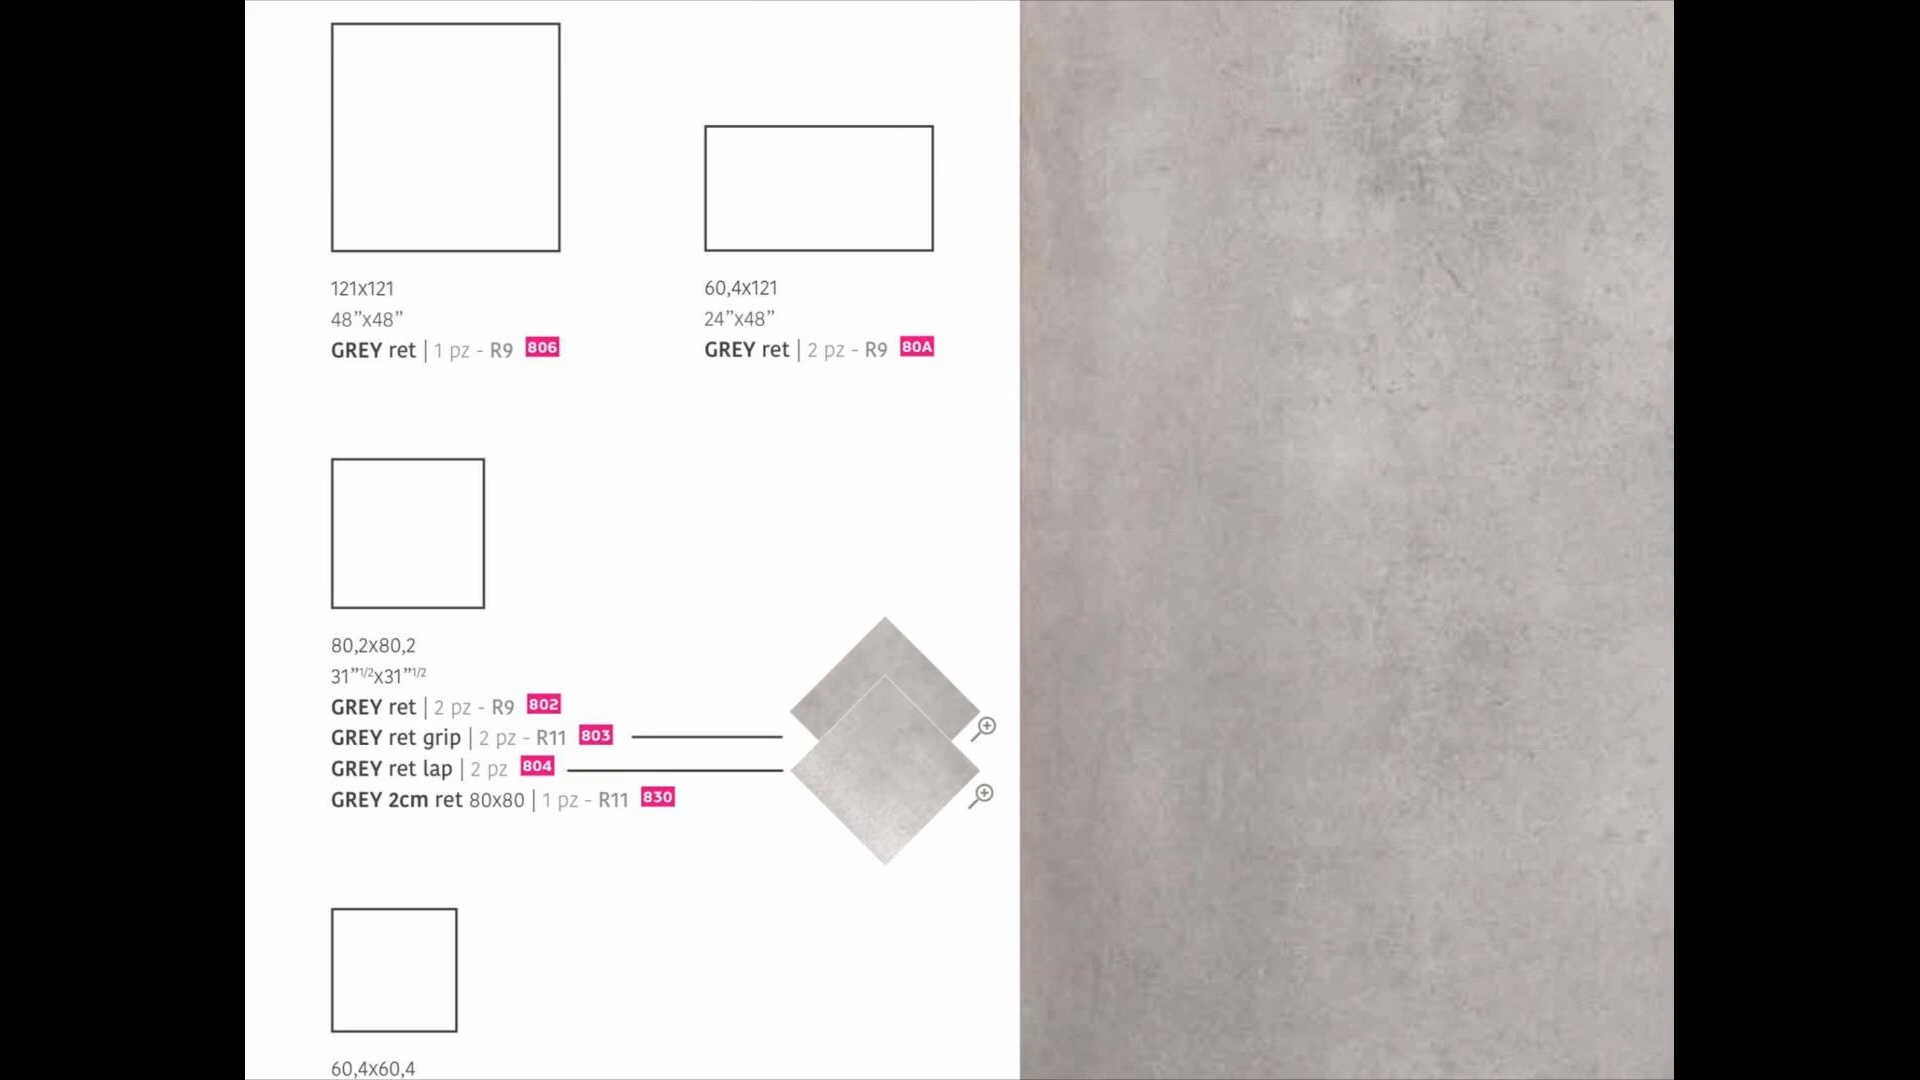 121x121
48”x48”
GREY ret | 1 pz - R9 806
60,4x121
24”x48”
GREY ret | 2 pz - R9 80A
80,2x80,2
31”1/2x31”1/2
GREY ret | 2 pz - R9 802
GREY ret grip | 2 pz - R11 803
GREY ret lap | 2 pz 804
GREY 2cm ret 80x80 | 1 pz - R11 830
60,4x60,4